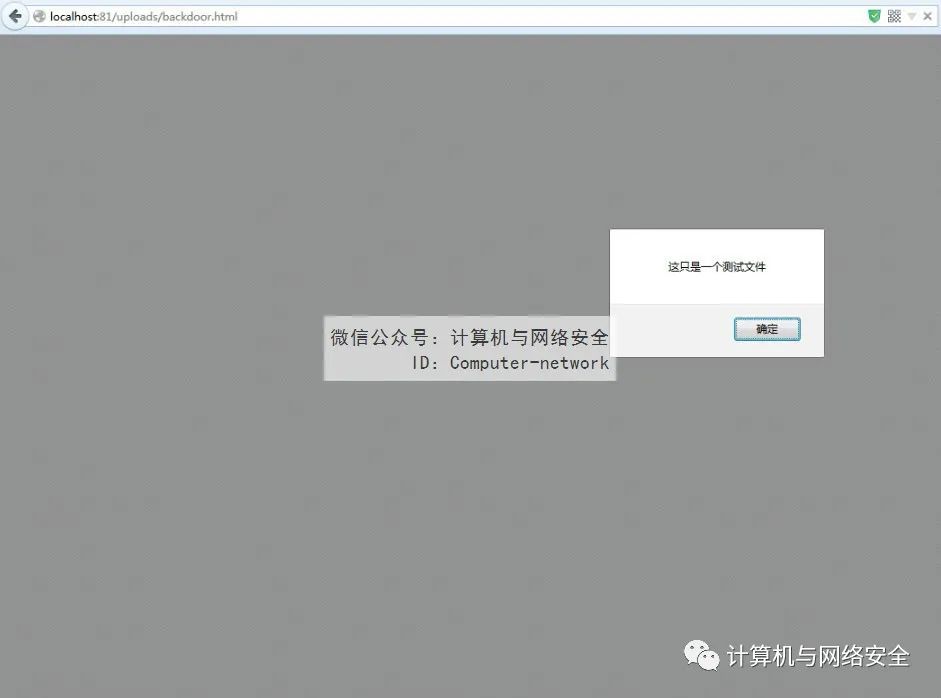 localhost:81/uploads/backdoor.html
这只是一个测试文件
确定
微信公众号：计算机与网络安全
ID：Computer-network
计算机与网络安全